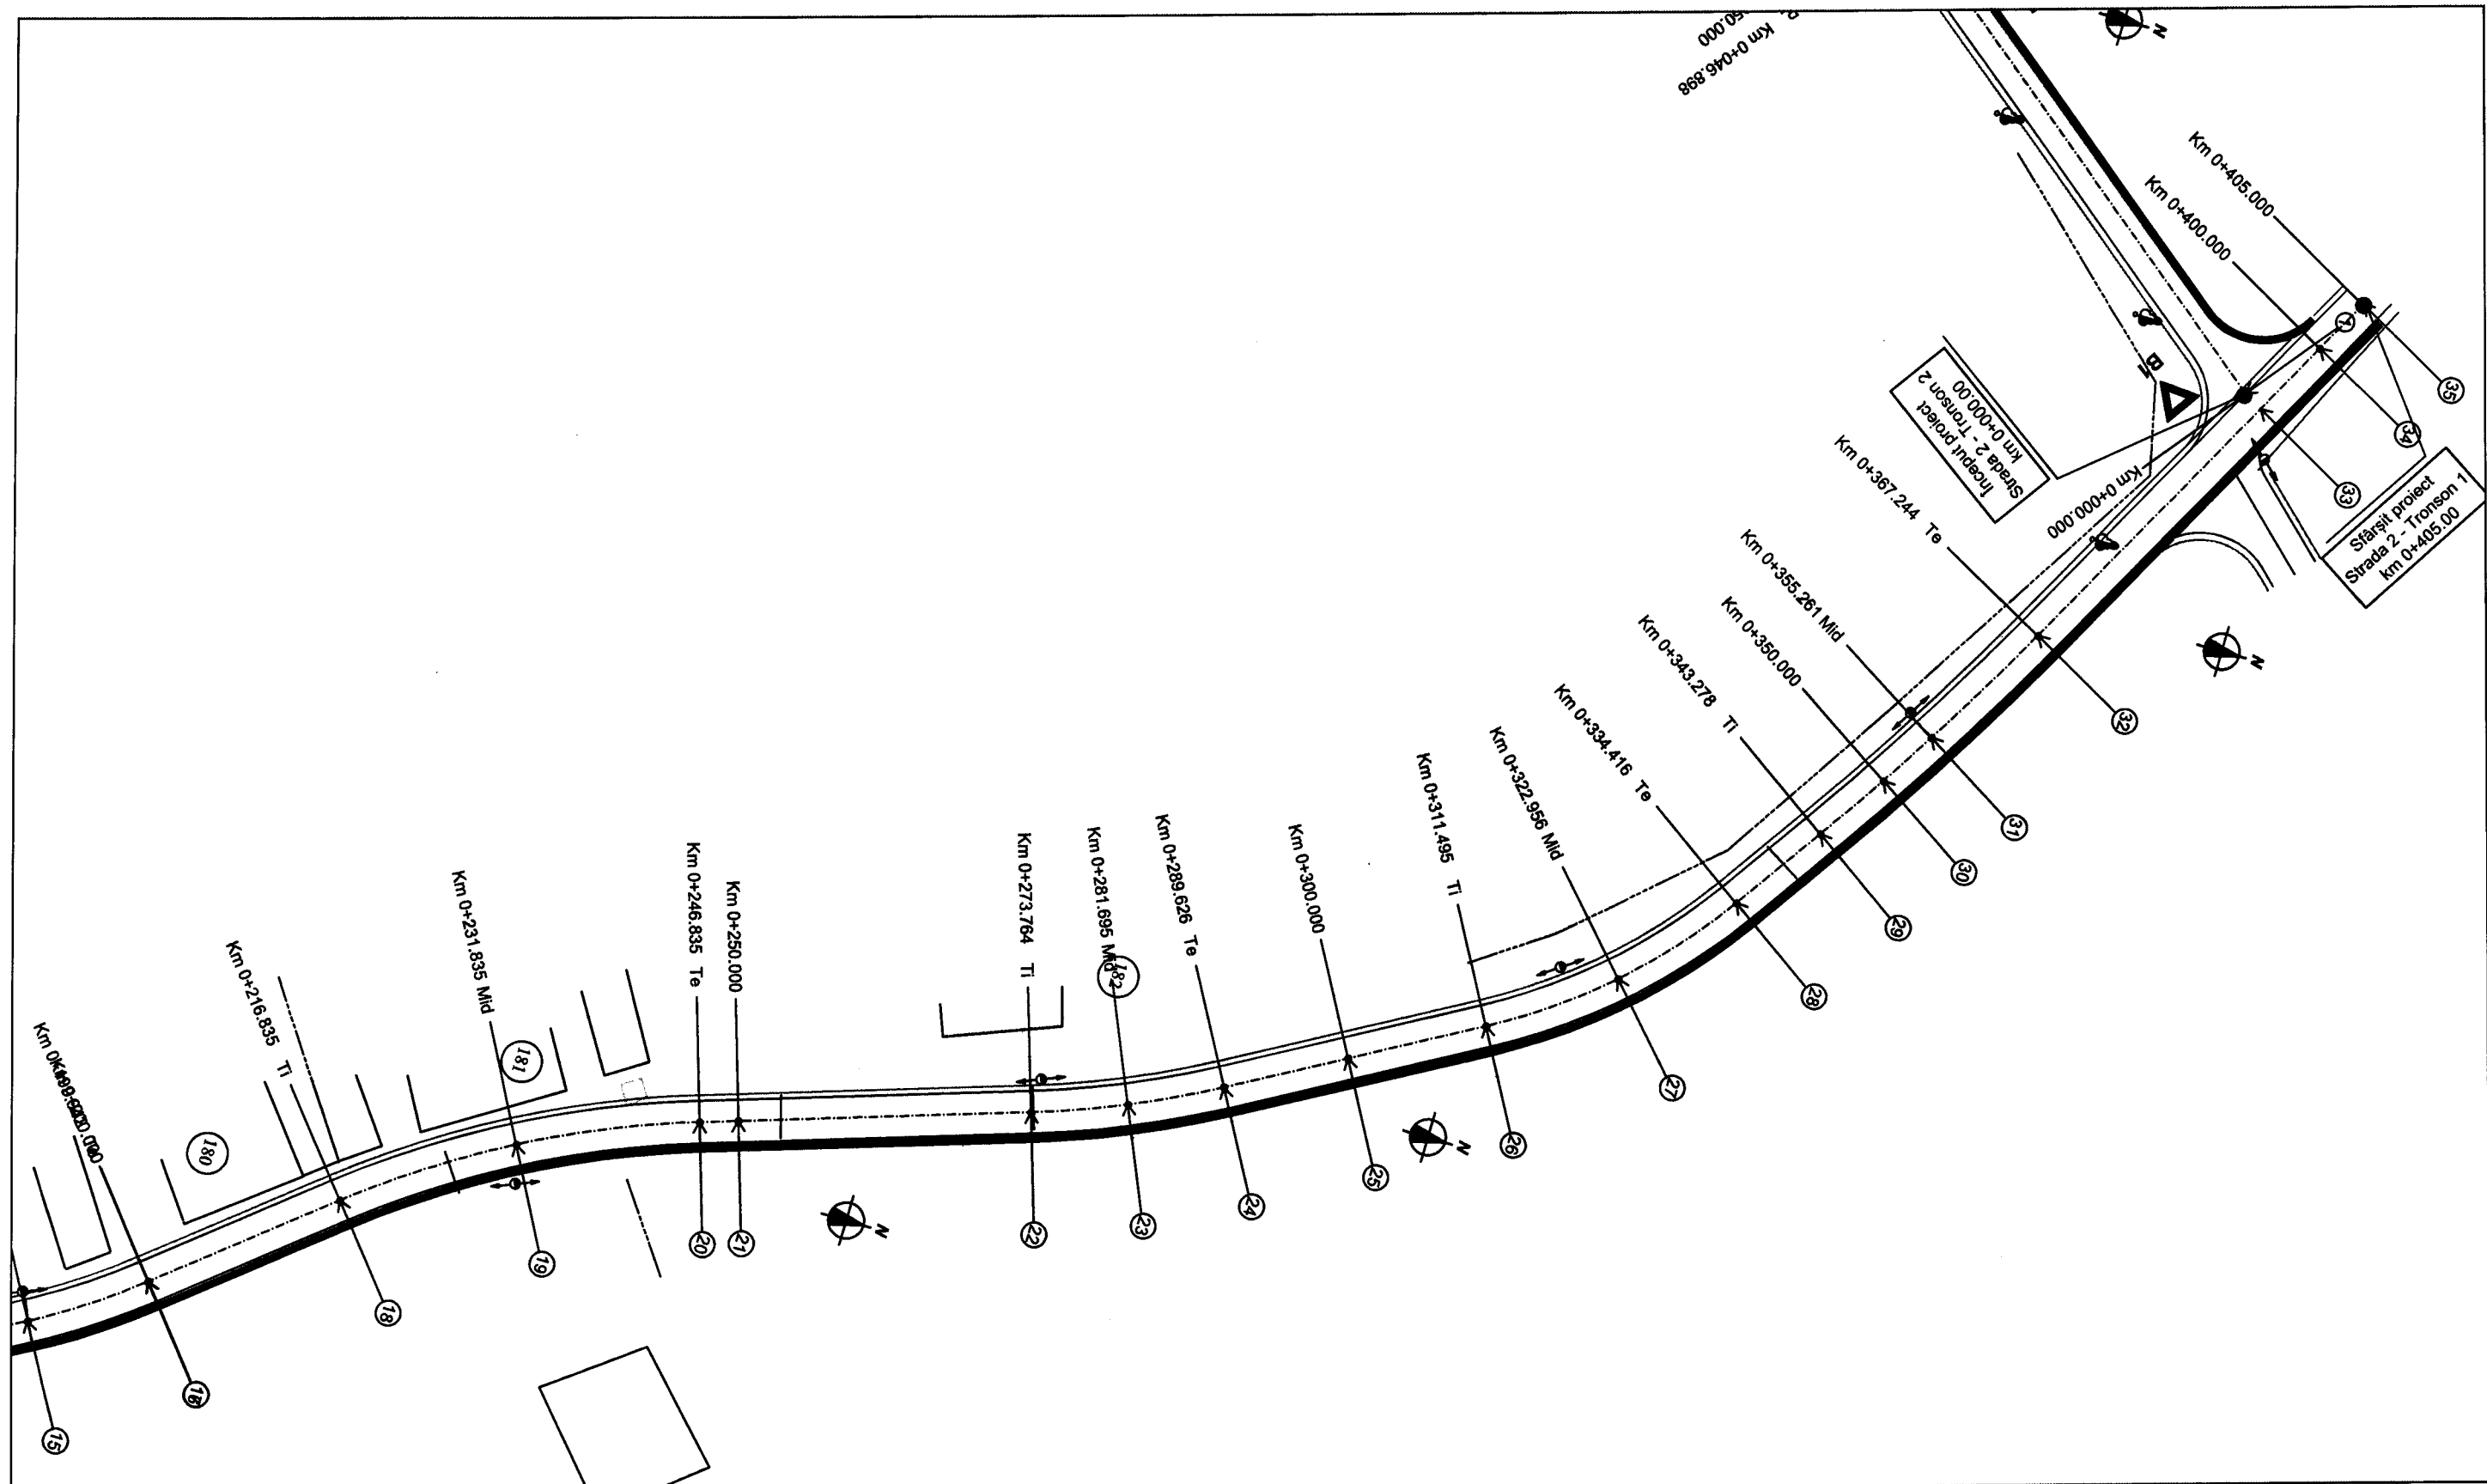 Km 0+046.898
N
Km 0+405.000
Km 0+400.000
1
35
34
33
B
Început proiect
Strada 2 - Tronson 2
km 0+000.00
Km 0+000.000
Sfârșit proiect
Strada 2 - Tronson 1
km 0+405.00
Km 0+367.244 Te
32
N
Km 0+355.261 Mid
31
Km 0+350.000
30
Km 0+343.278 Ti
29
Km 0+334.416 Te
28
Km 0+322.956 Mid
27
Km 0+311.495 Ti
26
N
Km 0+300.000
25
Km 0+289.626 Te
24
Km 0+281.695 Mid
182
23
Km 0+273.764 Ti
22
Km 0+250.000
21
Km 0+246.835 Te
20
N
Km 0+231.835 Mid
181
19
Km 0+216.835 Ti
18
180
15